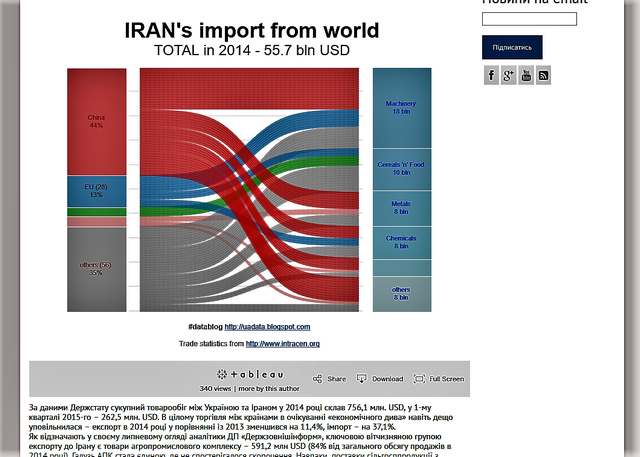 Новини на email
IRAN's import from world
TOTAL in 2014 - 55.7 bln USD
Підписатись
China
44%
EU (28)
13%
others (56)
35%
Machinery
18 bln
Cereals 'n' Food
10 bln
Metals
8 bln
Chemicals
8 bln
others
8 bln
#datablog http://uadata.blogspot.com
Trade statistics from http://www.intracen.org
+ableau
340 views | more by this author
Share
Download
Full Screen
За даними Держстату сукупний товарообіг між Україною та Іраном у 2014 році склав 756,1 млн. USD, у 1-му
кварталі 2015-го – 262,5 млн. USD. В цілому торгівля між країнами в очікуванні «економічного дива» навіть дещо
уповільнилася – експорт в 2014 році у порівнянні із 2013 зменшився на 11,4%, імпорт – на 37,1%.
Як відзначають у своєму липневому огляді аналітики ДП «Держзовнішінформ», ключовою вітчизняною групою
експорту до Ірану є товари агропромислового комплексу – 591,2 млн USD (84% від загального обсягу продажів в
2014 році). Галузь АПК стала єдиною, де не спостерігалося скорочення. Навпаки, поставки сільгосппродукції з